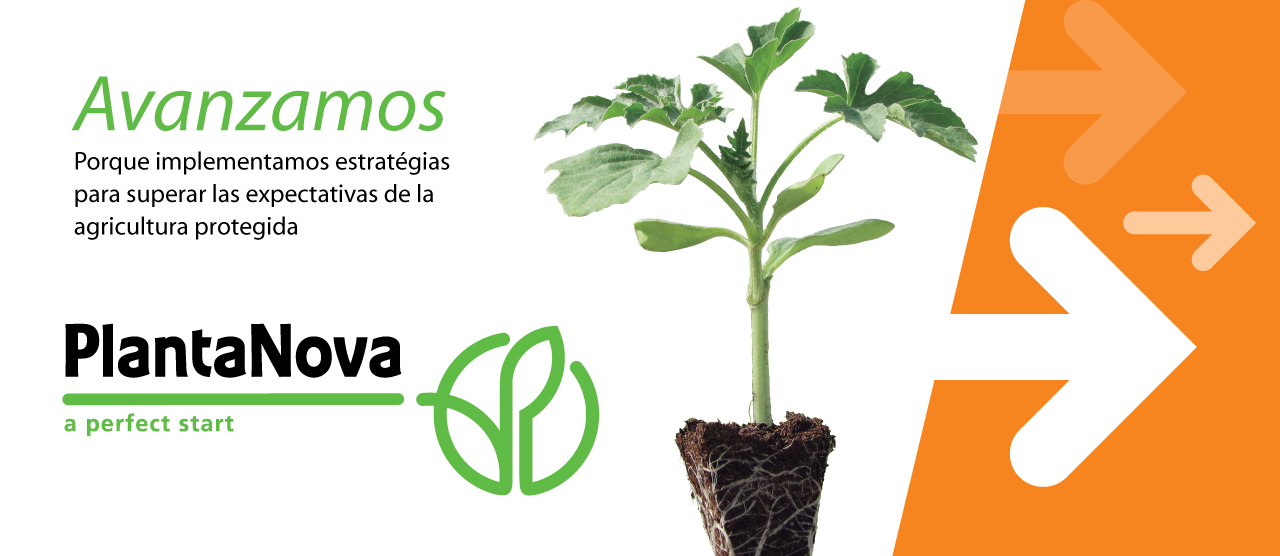 Avanzamos
Porque implementamos estratégias
para superar las expectativas de la
agricultura protegida
PlantaNova
a perfect start